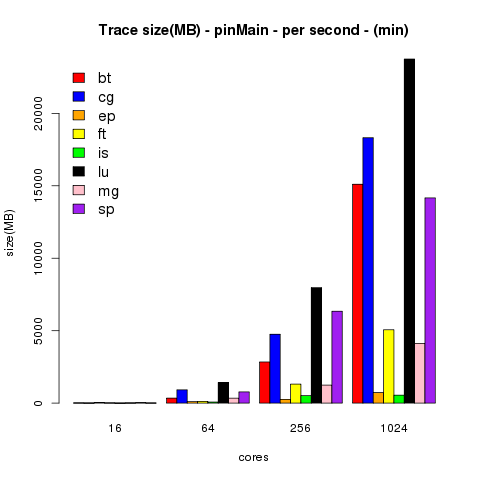 Trace size(MB) - pinMain - per second - (min)
bt
cg
ep
ft
is
lu
mg
sp
size(MB)
20000
15000
10000
5000
0
16 64 256 1024
cores